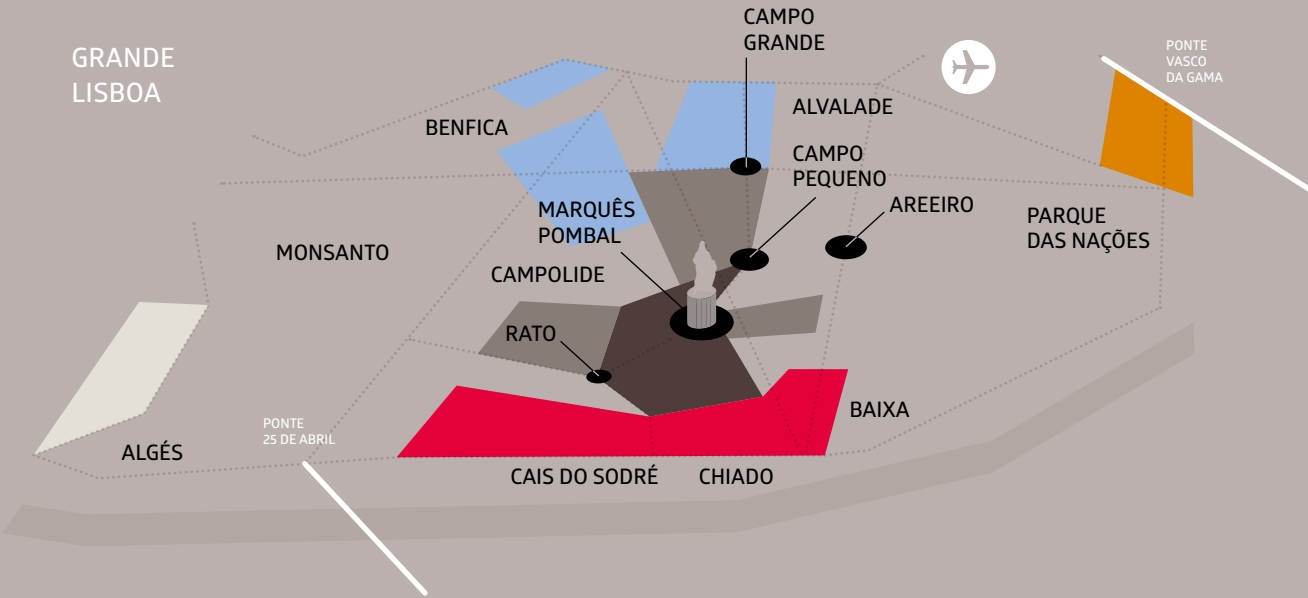 GRANDE
LISBOA
CAMPO
GRANDE
PONTE
VASCO
DA GAMA
BENFICA
ALVALADE
CAMPO
PEQUENO
AREEIRO
MARQUÊS
POMBAL
PARQUE
DAS NAÇÕES
MONSANTO
CAMPOLIDE
RATO
BAIXA
PONTE
25 DE ABRIL
ALGÉS
CAIS DO SODRÉ
CHIADO